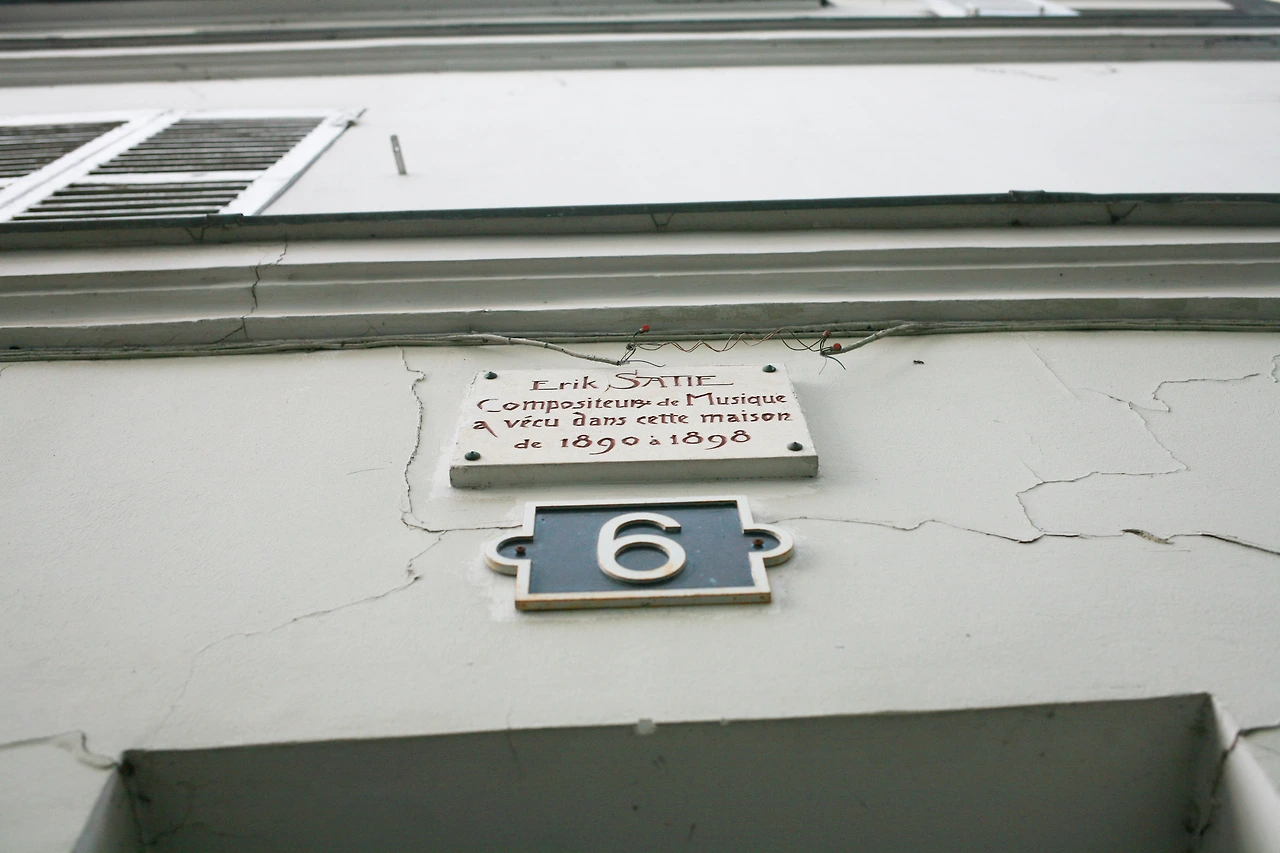 Erik SATIE
Compositeur de Musique
a vécu dans cette maison
de 1890 à 1898
6